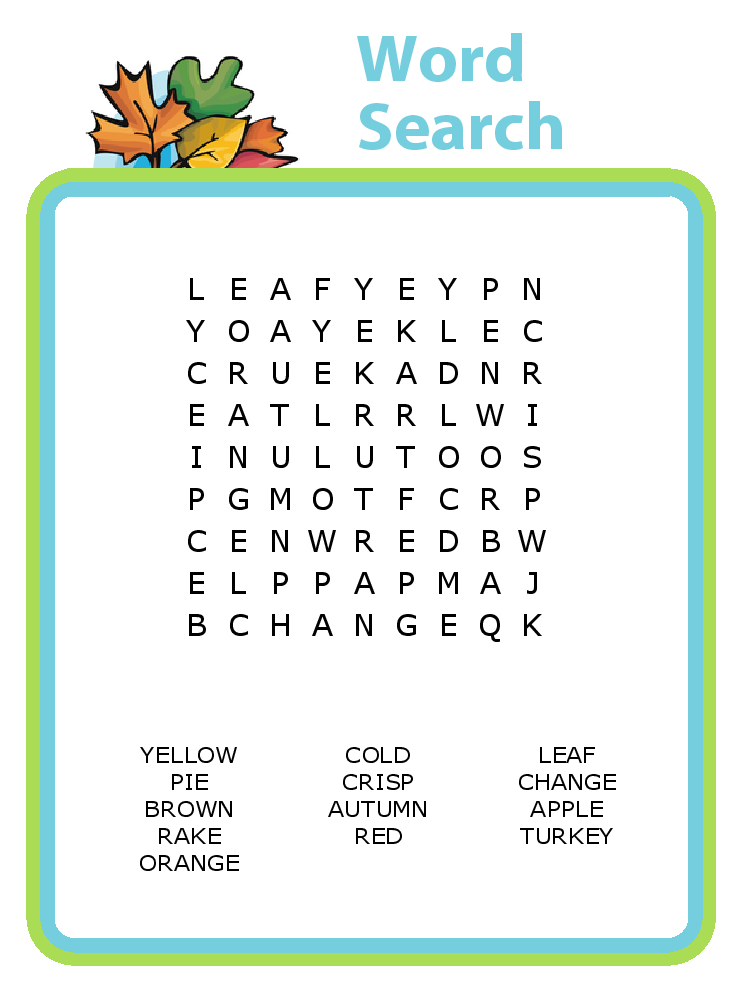 Word
Search
L E A F Y E Y P N
Y O A Y E K L E C
C R U E K A D N R
E A T L R R L W I
I N U L U T O O S
P G M O T F C R P
C E N W R E D B W
E L P P A P M A J
B C H A N G E Q K
YELLOW COLD LEAF
PIE CRISP CHANGE
BROWN AUTUMN APPLE
RAKE RED TURKEY
ORANGE